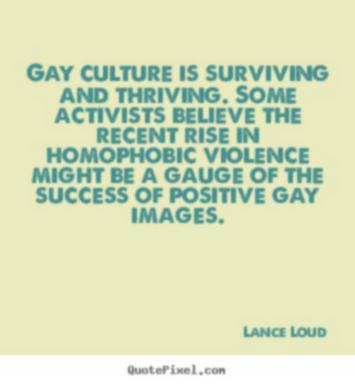 GAY CULTURE IS SURVIVING
AND THRIVING. SOME
ACTIVISTS BELIEVE THE
RECENT RISE IN
HOMOPHOBIC VIOLENCE
MIGHT BE A GAUGE OF THE
SUCCESS OF POSITIVE GAY
IMAGES.
LANCE LOUD
QuotePixel.com